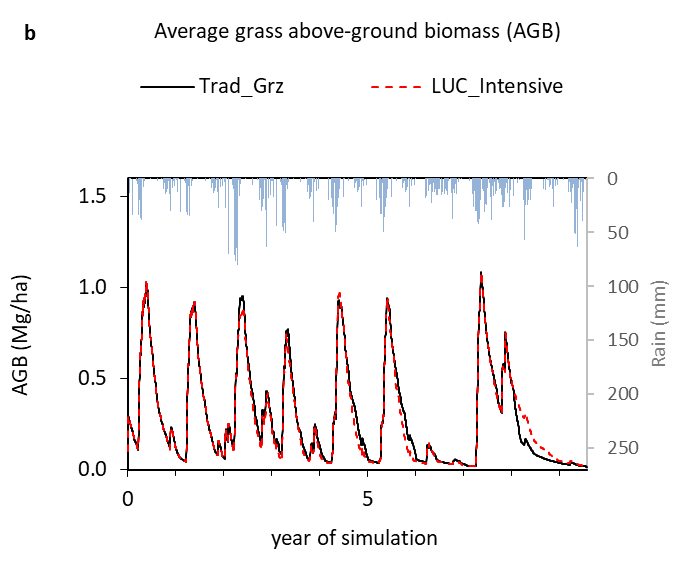 b
Average grass above-ground biomass (AGB)
Trad_Grz
LUC_Intensive
1.5
1.0
0.5
0.0
AGB (Mg/ha)
0
50
100
150
200
250
Rain (mm)
0
5
year of simulation